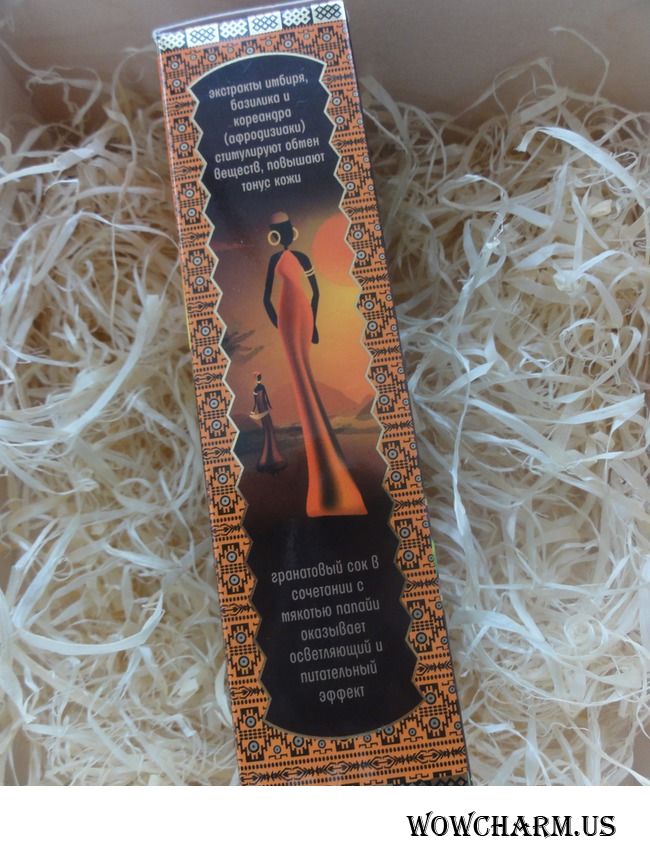 экстракты имбиря,
базилика и
кореандра
(афродизиаки)
стимулируют обмен
веществ, повышают
тонус кожи
гранатовый сок в
сочетании с
мякотью папайи
оказывает
осветляющий и
питательный
эффект
WOWCHARM.US